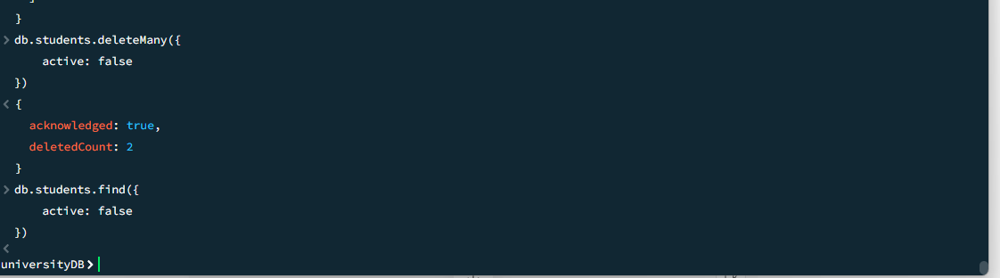 }
> db.students.deleteMany({
active: false
})
< {
acknowledged: true,
deletedCount: 2
}
> db.students.find({
active: false
})
<
universityDB>